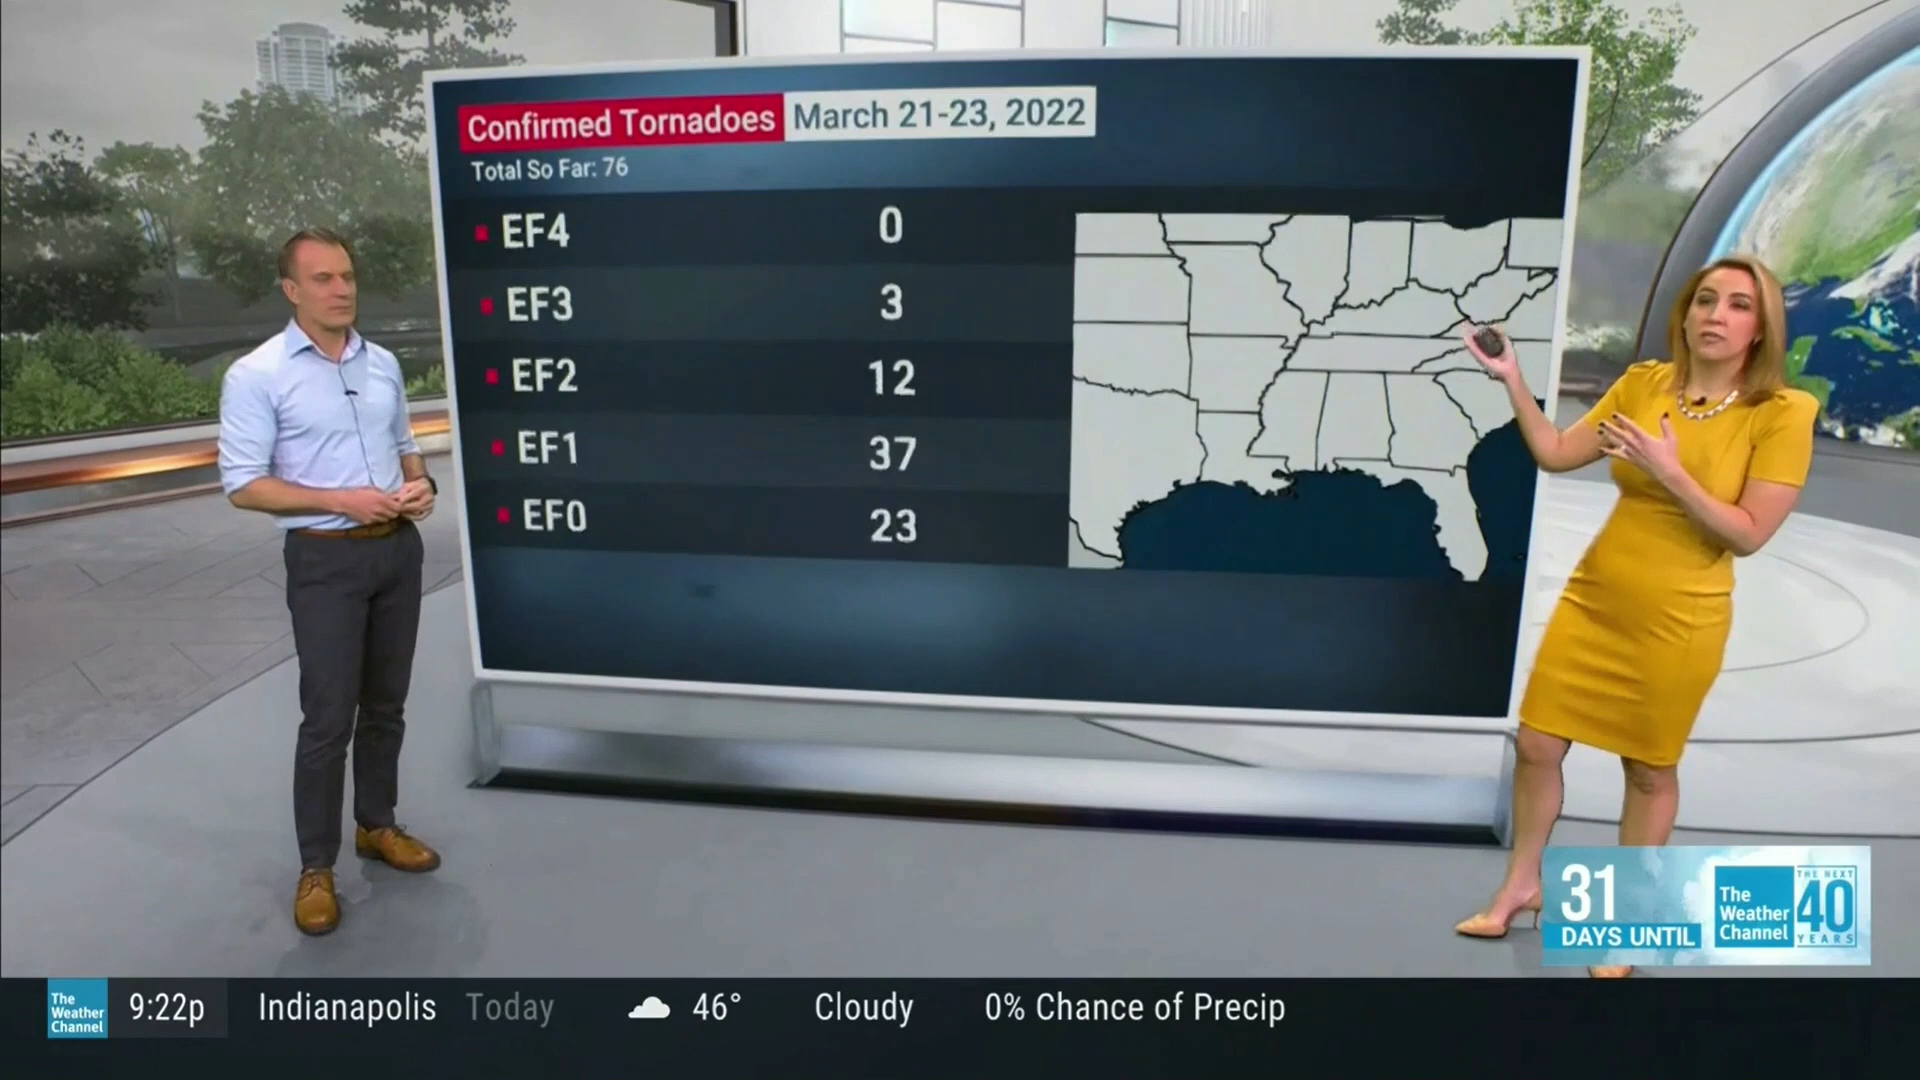 Confirmed Tornadoes March 21-23, 2022
Total So Far: 76
EF4 0
EF3 3
EF2 12
EF1 37
EF0 23
31
DAYS UNTIL
The
Weather
Channel
THE NEXT
40
YEARS
The
Weather
Channel
9:22p Indianapolis Today 46° Cloudy 0% Chance of Precip